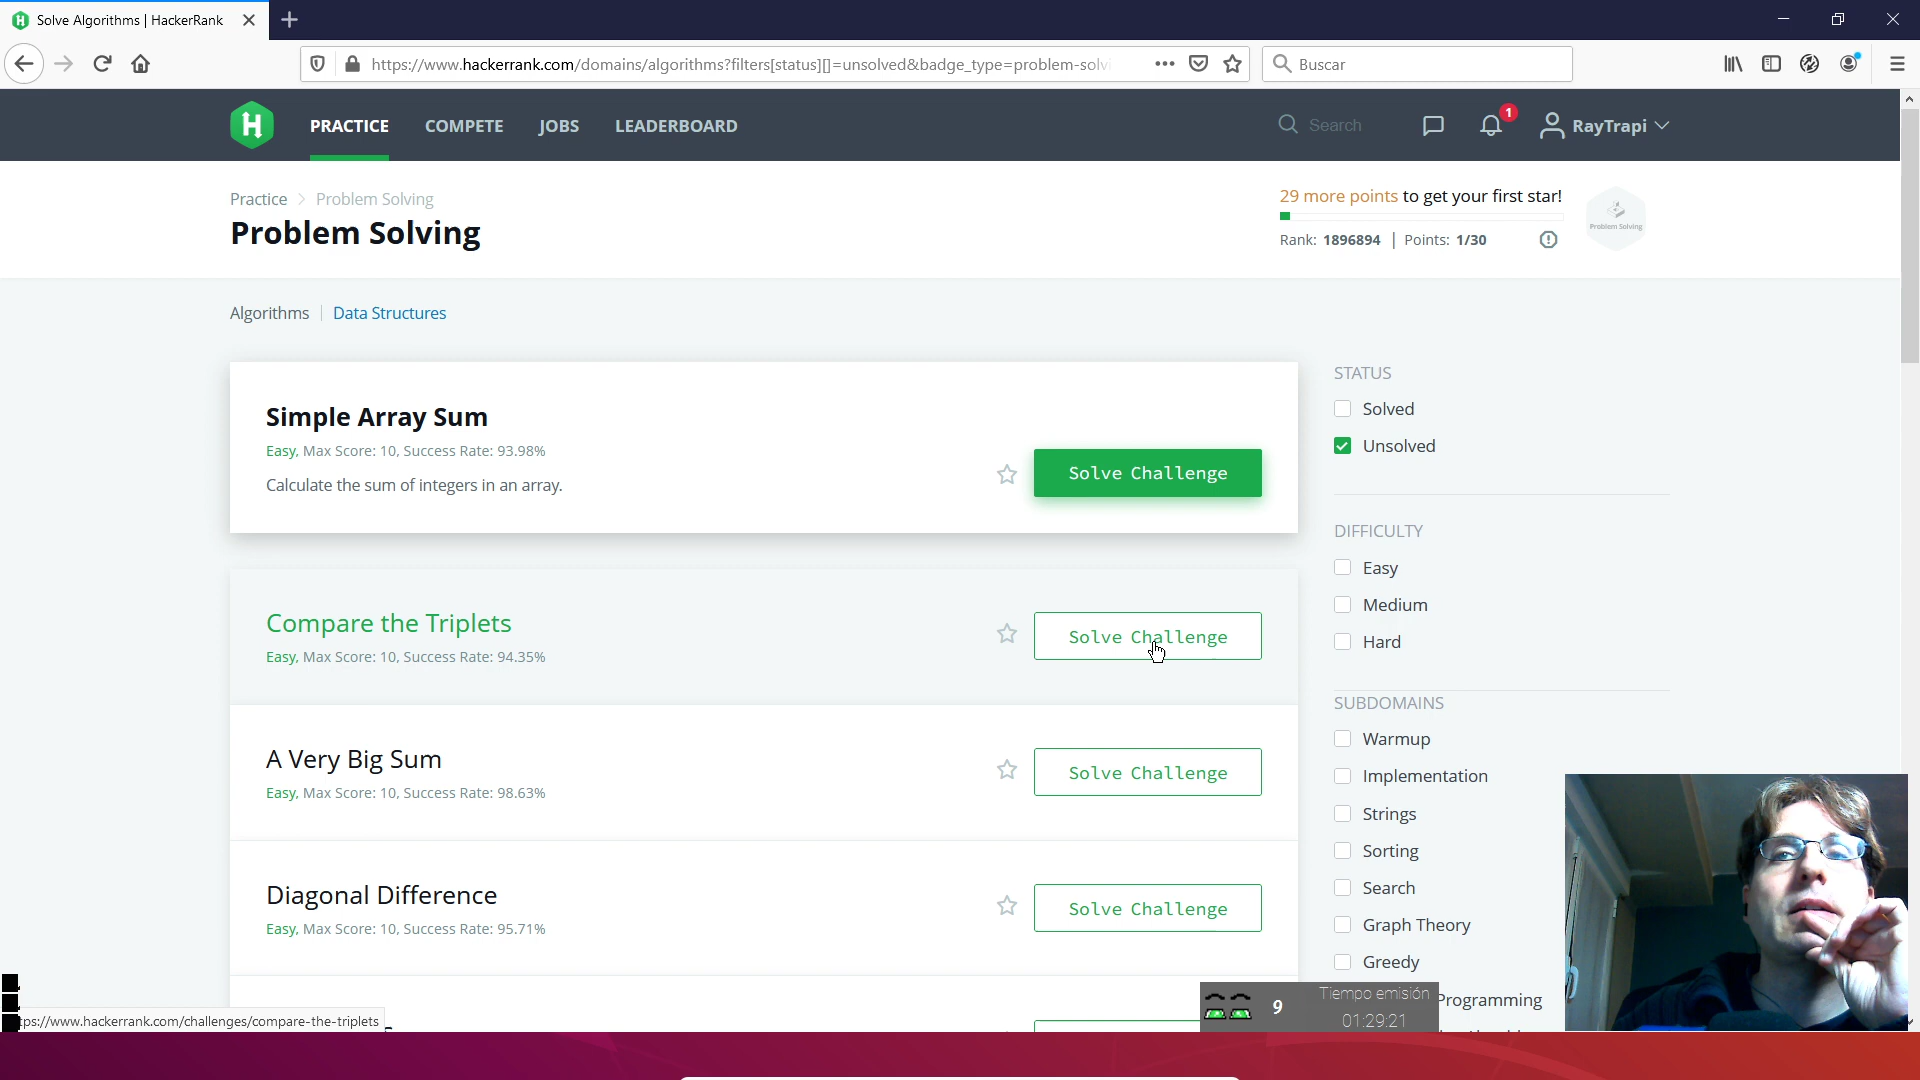 Solve Algorithms | HackerRank
https://www.hackerrank.com/domains/algorithms?filters[status][]=unsolved&badge_type=problem-solvi
Buscar
PRACTICE
COMPETE
JOBS
LEADERBOARD
Search
1
RayTrapi
Practice
Problem Solving
Problem Solving
29 more points to get your first star!
Rank: 1896894 | Points: 1/30
Problem Solving
Algorithms
Data Structures
Simple Array Sum
Easy, Max Score: 10, Success Rate: 93.98%
Calculate the sum of integers in an array.
Solve Challenge
Compare the Triplets
Easy, Max Score: 10, Success Rate: 94.35%
Solve Challenge
A Very Big Sum
Easy, Max Score: 10, Success Rate: 98.63%
Solve Challenge
Diagonal Difference
Easy, Max Score: 10, Success Rate: 95.71%
Solve Challenge
STATUS
Solved
Unsolved
DIFFICULTY
Easy
Medium
Hard
SUBDOMAINS
Warmup
Implementation
Strings
Sorting
Search
Graph Theory
Greedy
Programming
9
Tiempo emisión
01:29:21
tps://www.hackerrank.com/challenges/compare-the-triplets